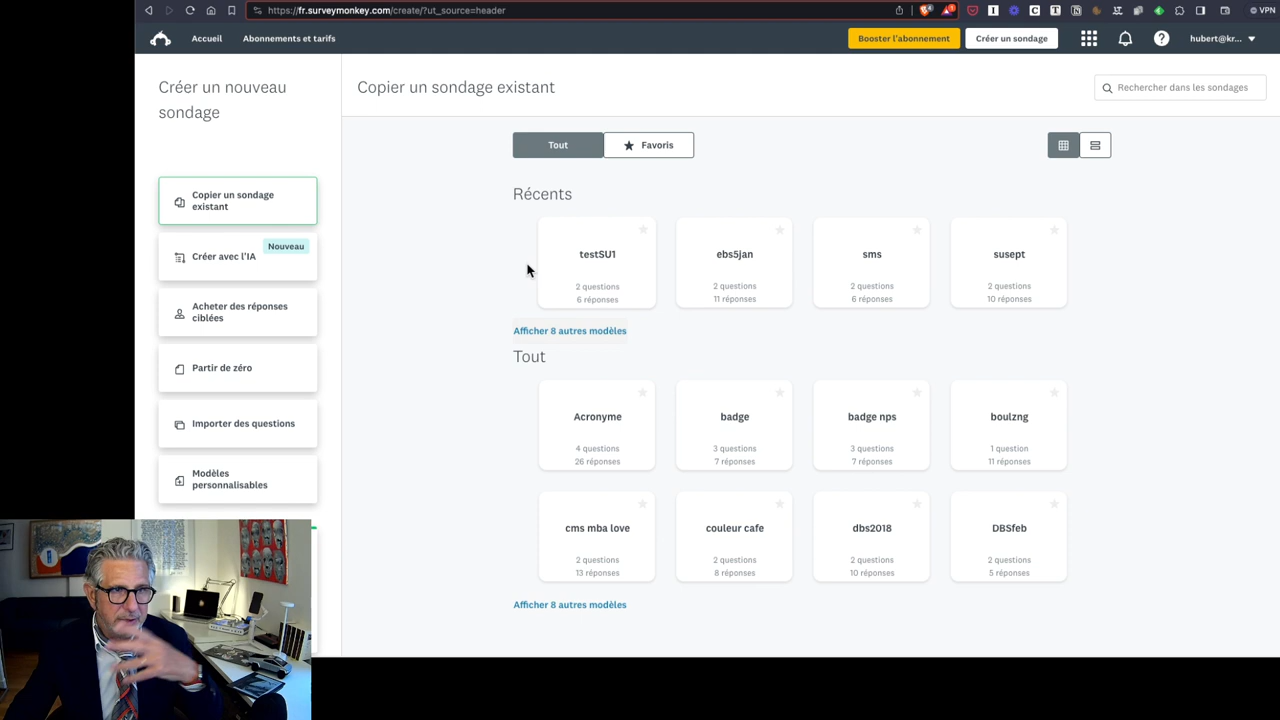 https://fr.surveymonkey.com/create/?ut_source=header
VPN
Accueil
Abonnements et tarifs
Booster l'abonnement
Créer un sondage
hubert@kr...
Créer un nouveau
sondage
Copier un sondage existant
Rechercher dans les sondages
Tout
Favoris
Copier un sondage
existant
Nouveau
Créer avec l'IA
Acheter des réponses
ciblées
Partir de zéro
Importer des questions
Modèles
personnalisables
Récents
testSU1
2 questions
6 réponses
ebs5jan
2 questions
11 réponses
sms
2 questions
6 réponses
susept
2 questions
10 réponses
Afficher 8 autres modèles
Tout
Acronyme
4 questions
26 réponses
badge
3 questions
7 réponses
badge nps
3 questions
7 réponses
boulzng
1 question
11 réponses
cms mba love
2 questions
13 réponses
couleur cafe
2 questions
8 réponses
dbs2018
2 questions
10 réponses
DBSfeb
2 questions
5 réponses
Afficher 8 autres modèles